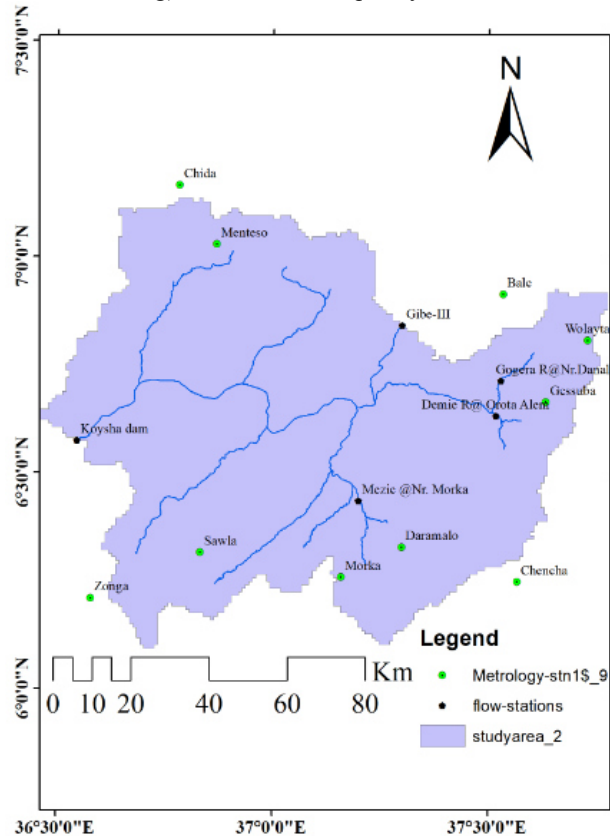 7°30'0"N
N
Chida
Menteso
7°0'0"N
Bale
Gibe-III
Wolayta
Gogera R@Nr.Danal
Gessuba
Demie R@ Orota Alem
Koysha dam
6°30'0"N
Mezie @Nr. Morka
Sawla
Daramalo
Morka
Chencha
Zonga
Legend
Km
Metrology-stn1$_9
0 10 20 40 60 80
flow-stations
6°0'0"N
studyarea_2
36°30'0"E 37°0'0"E 37°30'0"E